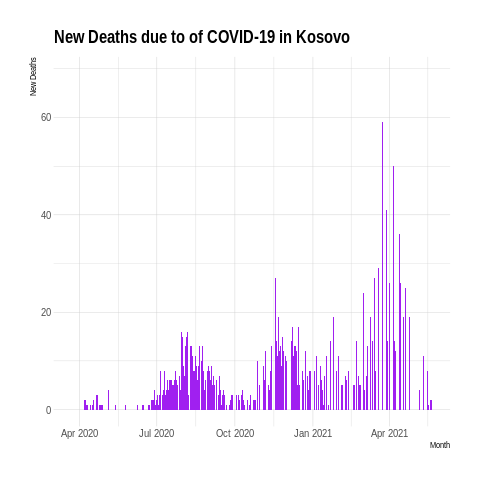 New Deaths due to of COVID-19 in Kosovo
New Deaths
60
40
20
0
Apr 2020 Jul 2020 Oct 2020 Jan 2021 Apr 2021
Month